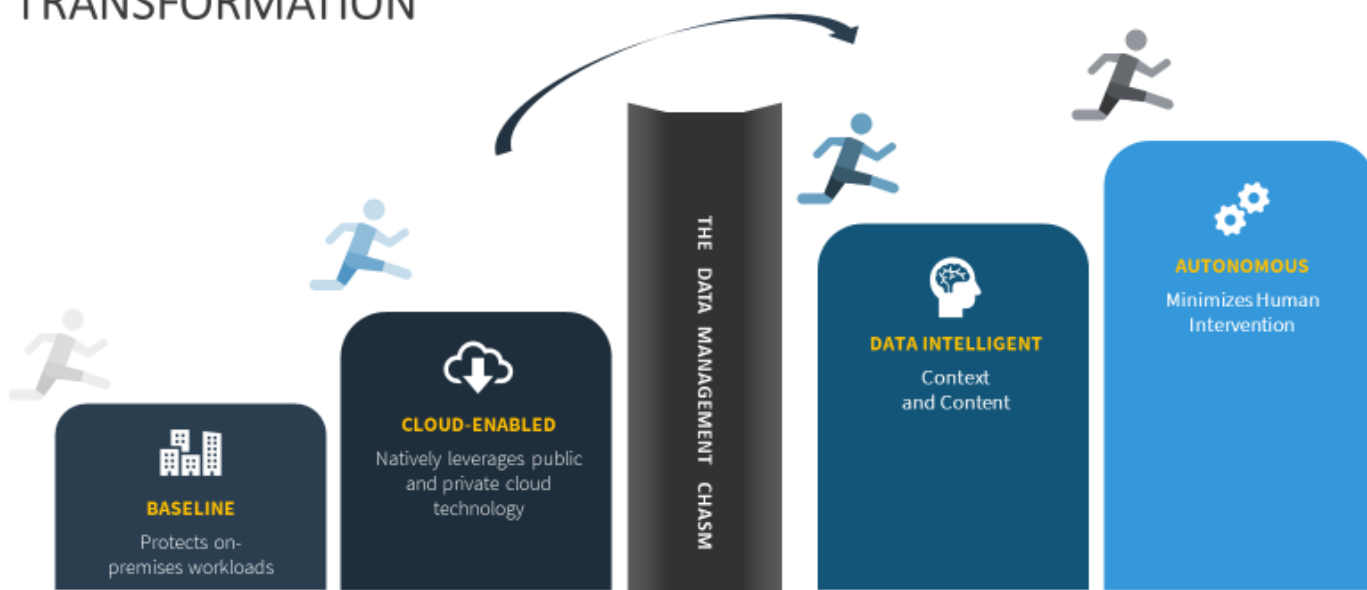 TRANSFORMATION
BASELINE
Protects on-
premises workloads
CLOUD-ENABLED
Natively leverages public
and private cloud
technology
THE DATA MANAGEMENT CHASM
DATA INTELLIGENT
Context
and Content
AUTONOMOUS
Minimizes Human
Intervention